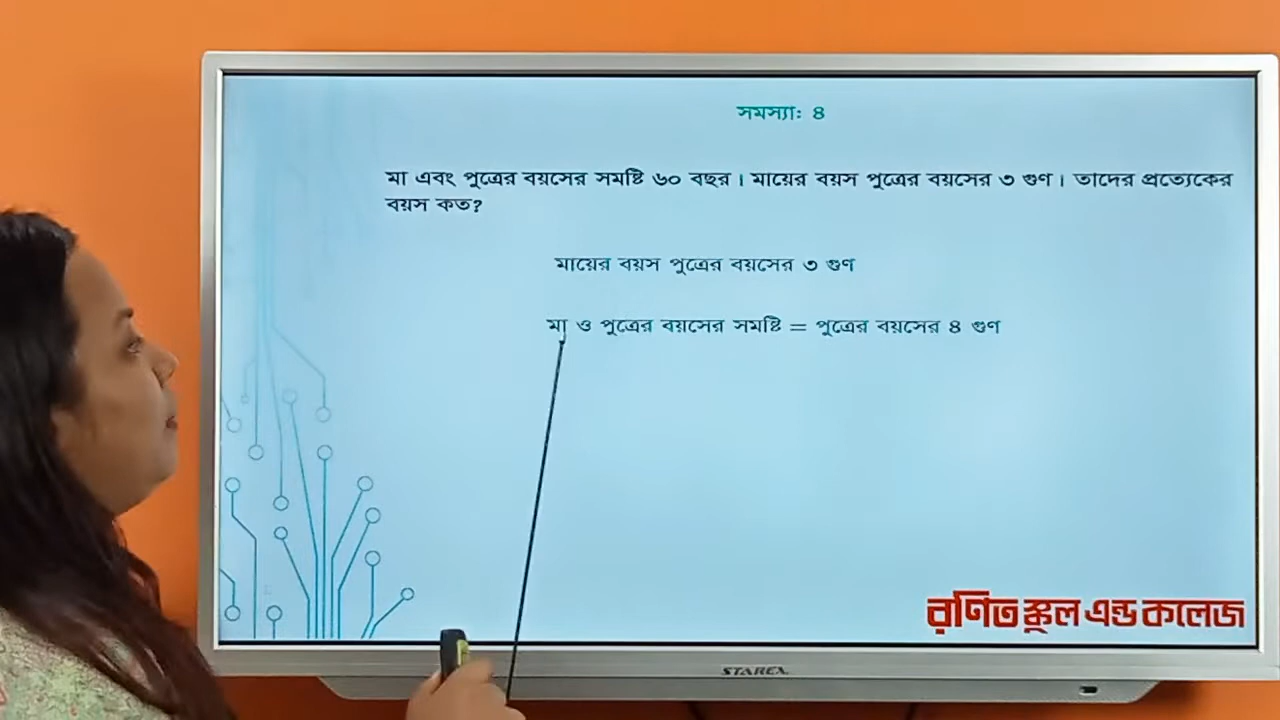 সমস্যাঃ ৪
মা এবং পুত্রের বয়সের সমষ্টি ৬০ বছর। মায়ের বয়স পুত্রের বয়সের ৩ গুণ। তাদের প্রত্যেকের
বয়স কত?
মায়ের বয়স পুত্রের বয়সের ৩ গুণ
মা ও পুত্রের বয়সের সমষ্টি = পুত্রের বয়সের ৪ গুণ
রণিত স্কুল এন্ড কলেজ
STAREX